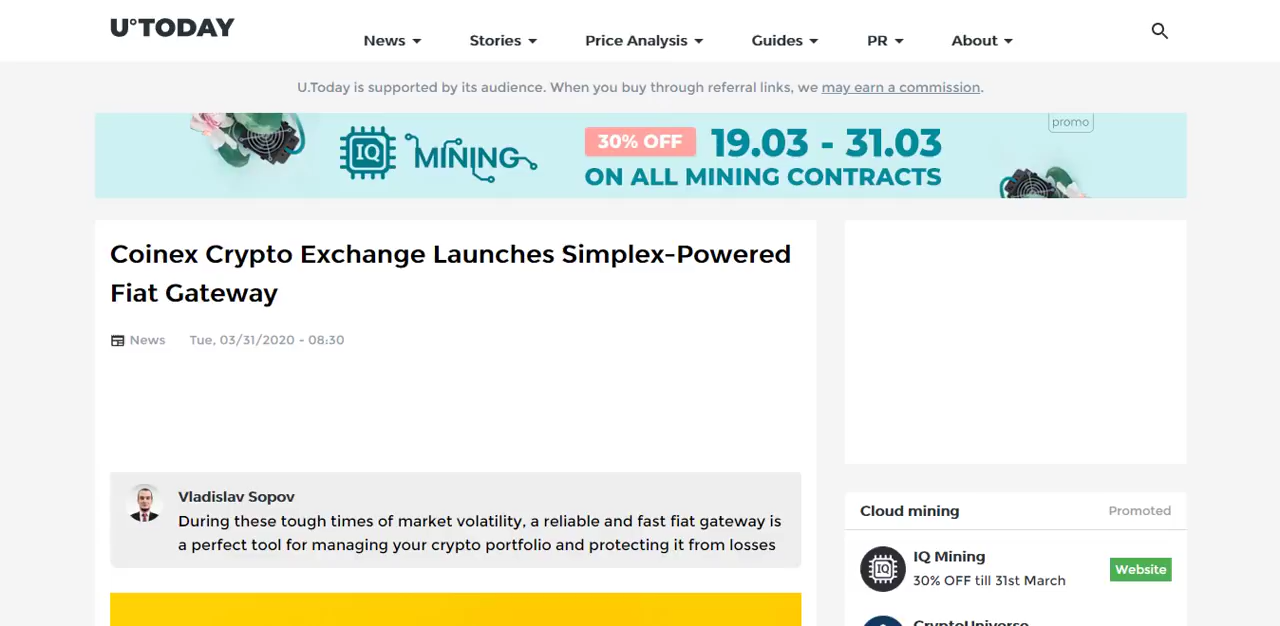 U°TODAY
News
Stories
Price Analysis
Guides
PR
About
U.Today is supported by its audience. When you buy through referral links, we may earn a commission.
promo
IQ MINING
30% OFF 19.03 - 31.03
ON ALL MINING CONTRACTS
Coinex Crypto Exchange Launches Simplex-Powered
Fiat Gateway
News Tue, 03/31/2020 - 08:30
Vladislav Sopov
During these tough times of market volatility, a reliable and fast fiat gateway is
a perfect tool for managing your crypto portfolio and protecting it from losses
Cloud mining Promoted
IQ
IQ Mining
30% OFF till 31st March
Website
CryptoUniverse